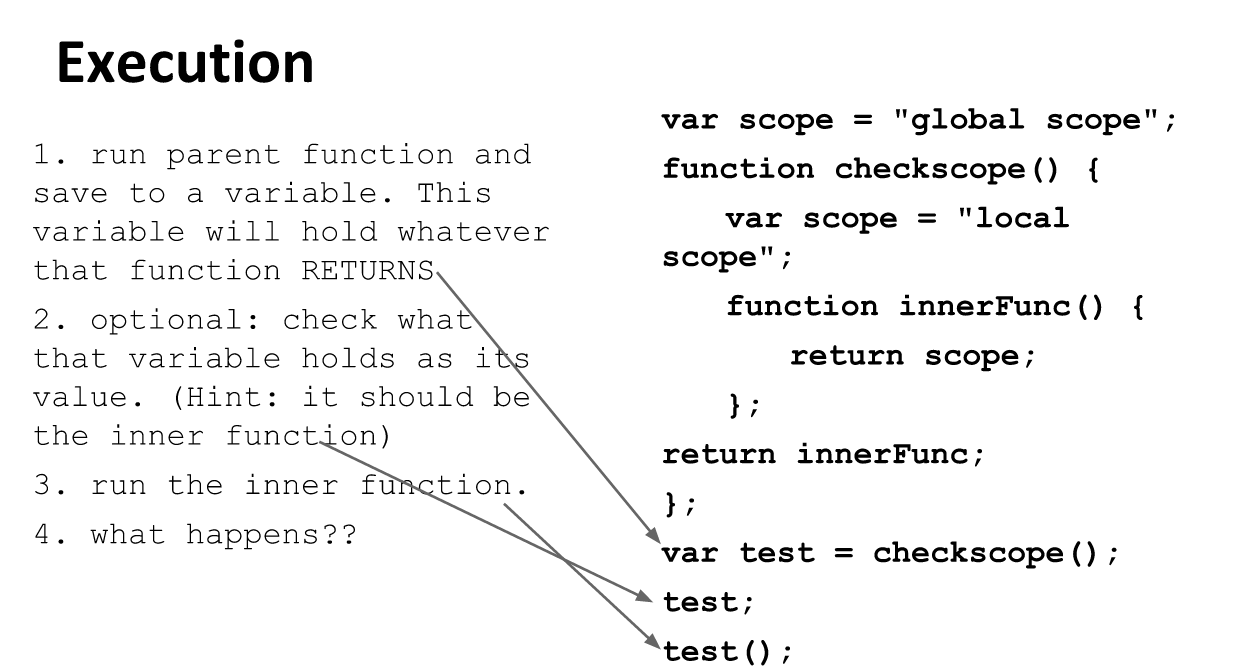 Execution
1. run parent function and
save to a variable. This
variable will hold whatever
that function RETURNS
2. optional: check what
that variable holds as its
value. (Hint: it should be
the inner function)
3. run the inner function.
4. what happens??
var scope = "global scope";
function checkscope() {
var scope = "local
scope";
function innerFunc() {
return scope;
};
return innerFunc;
};
var test = checkscope();
test;
test();